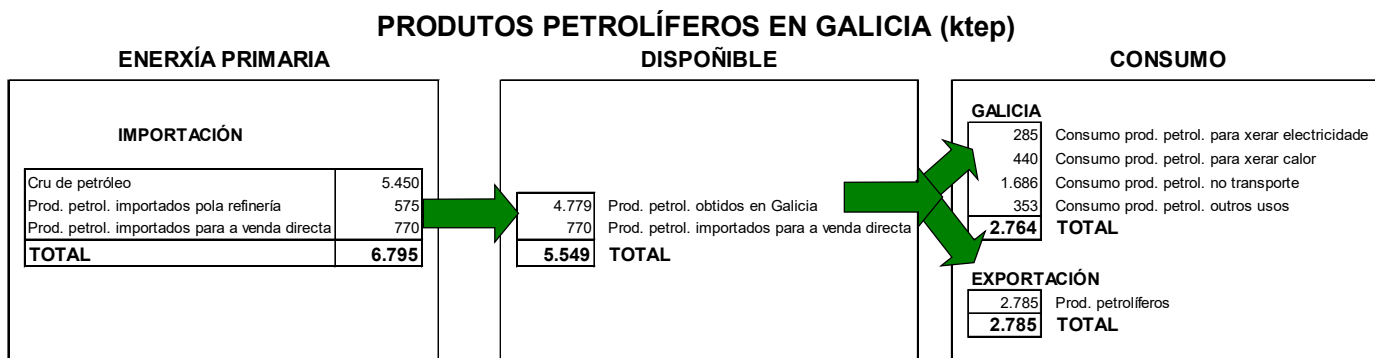 PRODUTOS PETROLÍFEROS EN GALICIA (ktep)
ENERXÍA PRIMARIA
IMPORTACIÓN
Cru de petróleo 5.450
Prod. petrol. importados pola refinería 575
Prod. petrol. importados para a venda directa 770
TOTAL 6.795
DISPOÑIBLE
4.779 Prod. petrol. obtidos en Galicia
770 Prod. petrol. importados para a venda directa
5.549 TOTAL
CONSUMO
GALICIA
285 Consumo prod. petrol. para xerar electricidade
440 Consumo prod. petrol. para xerar calor
1.686 Consumo prod. petrol. no transporte
353 Consumo prod. petrol. outros usos
2.764 TOTAL
EXPORTACIÓN
2.785 Prod. petrolíferos
2.785 TOTAL